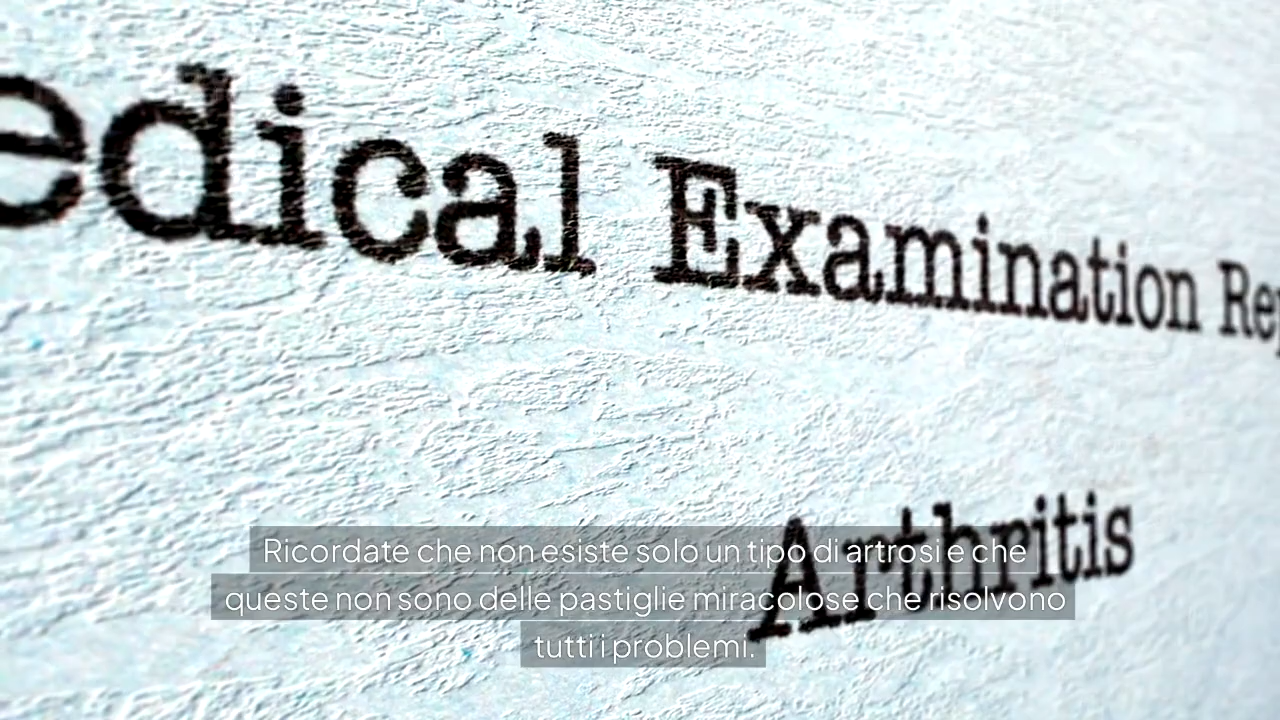 edical Examination Re
Arthritis
Ricordate che non esiste solo un tipo di artrosi e che
queste non sono delle pastiglie miracolose che risolvono
tutti i problemi.